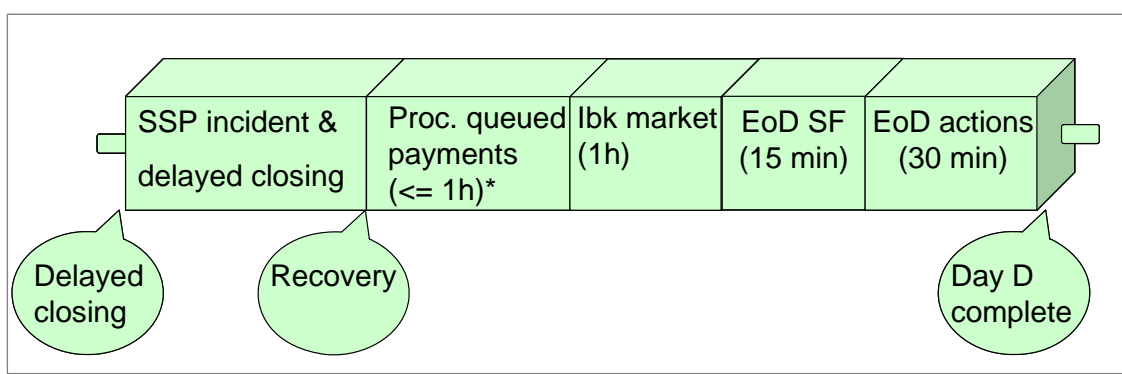 SSP incident &
delayed closing
Proc. queued
payments
(<= 1h)*
Ibk market
(1h)
EoD SF
(15 min)
EoD actions
(30 min)
Delayed
closing
Recovery
Day D
complete